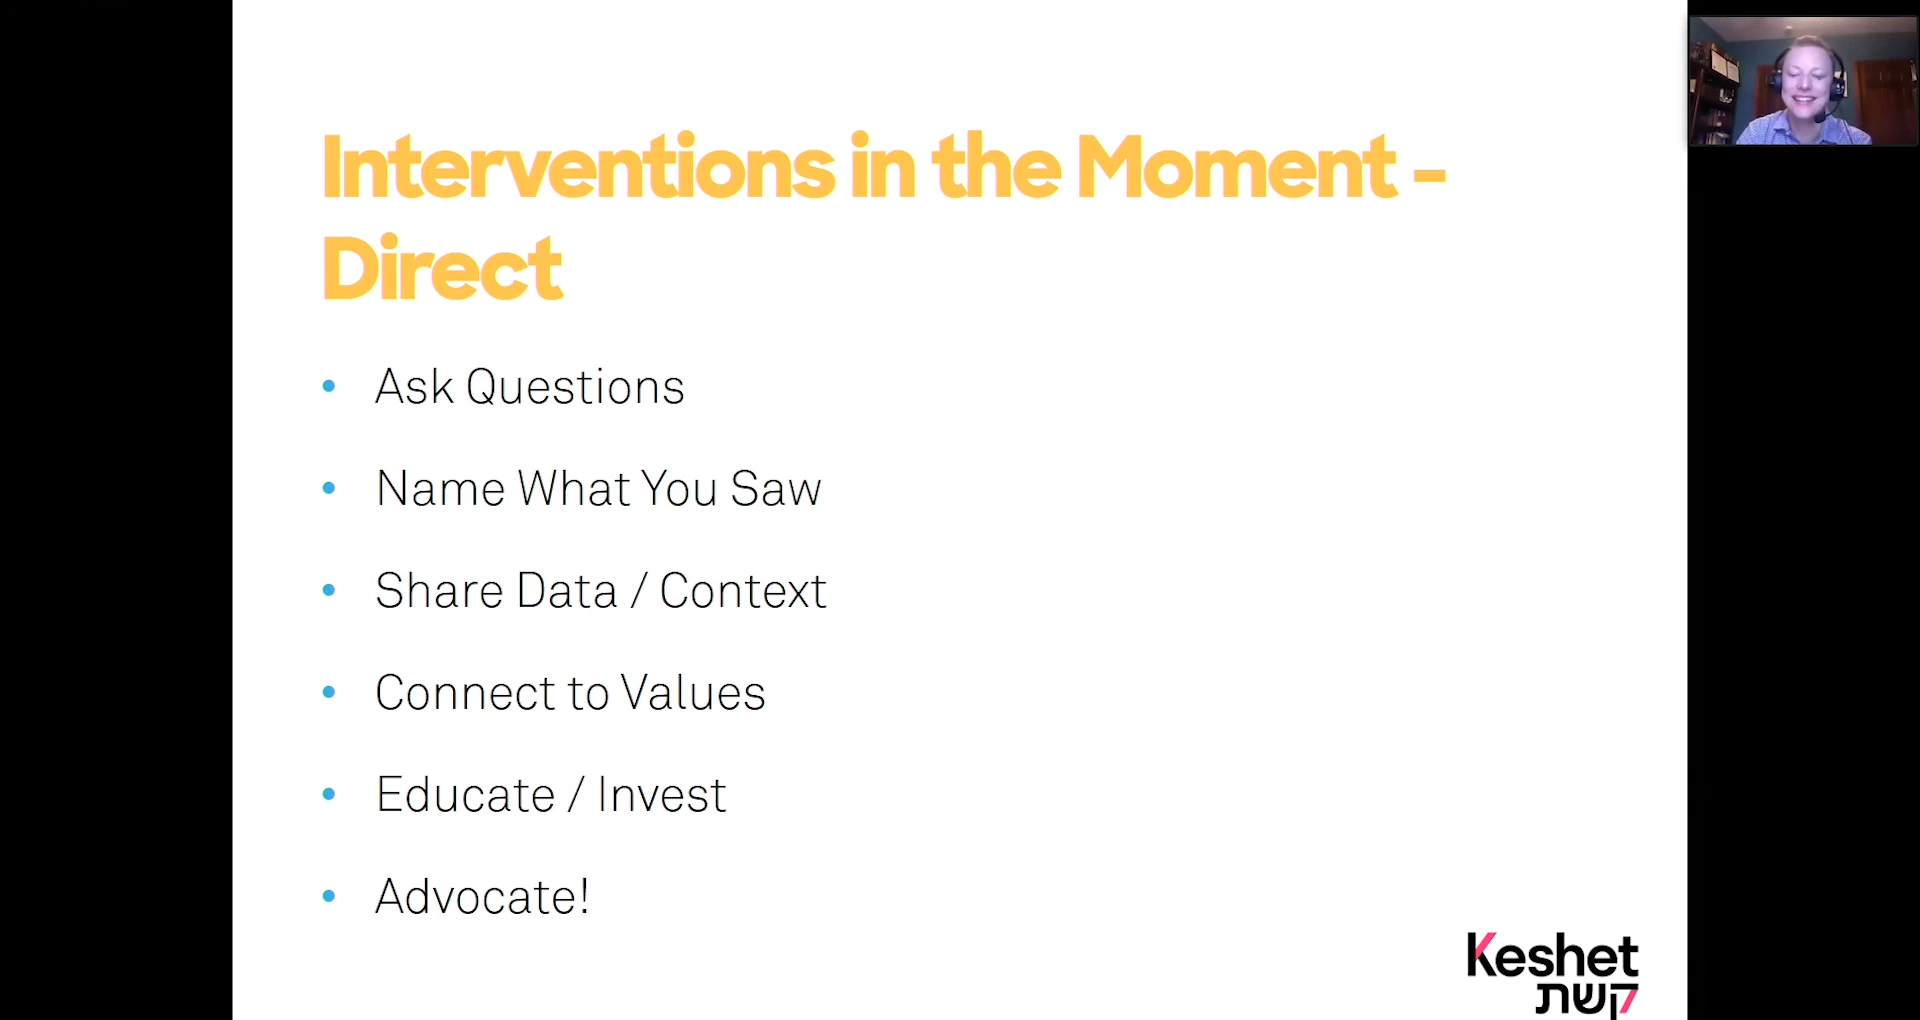 Interventions in the Moment -
Direct
• Ask Questions
• Name What You Saw
• Share Data / Context
• Connect to Values
• Educate / Invest
• Advocate!
Keshet
קשת